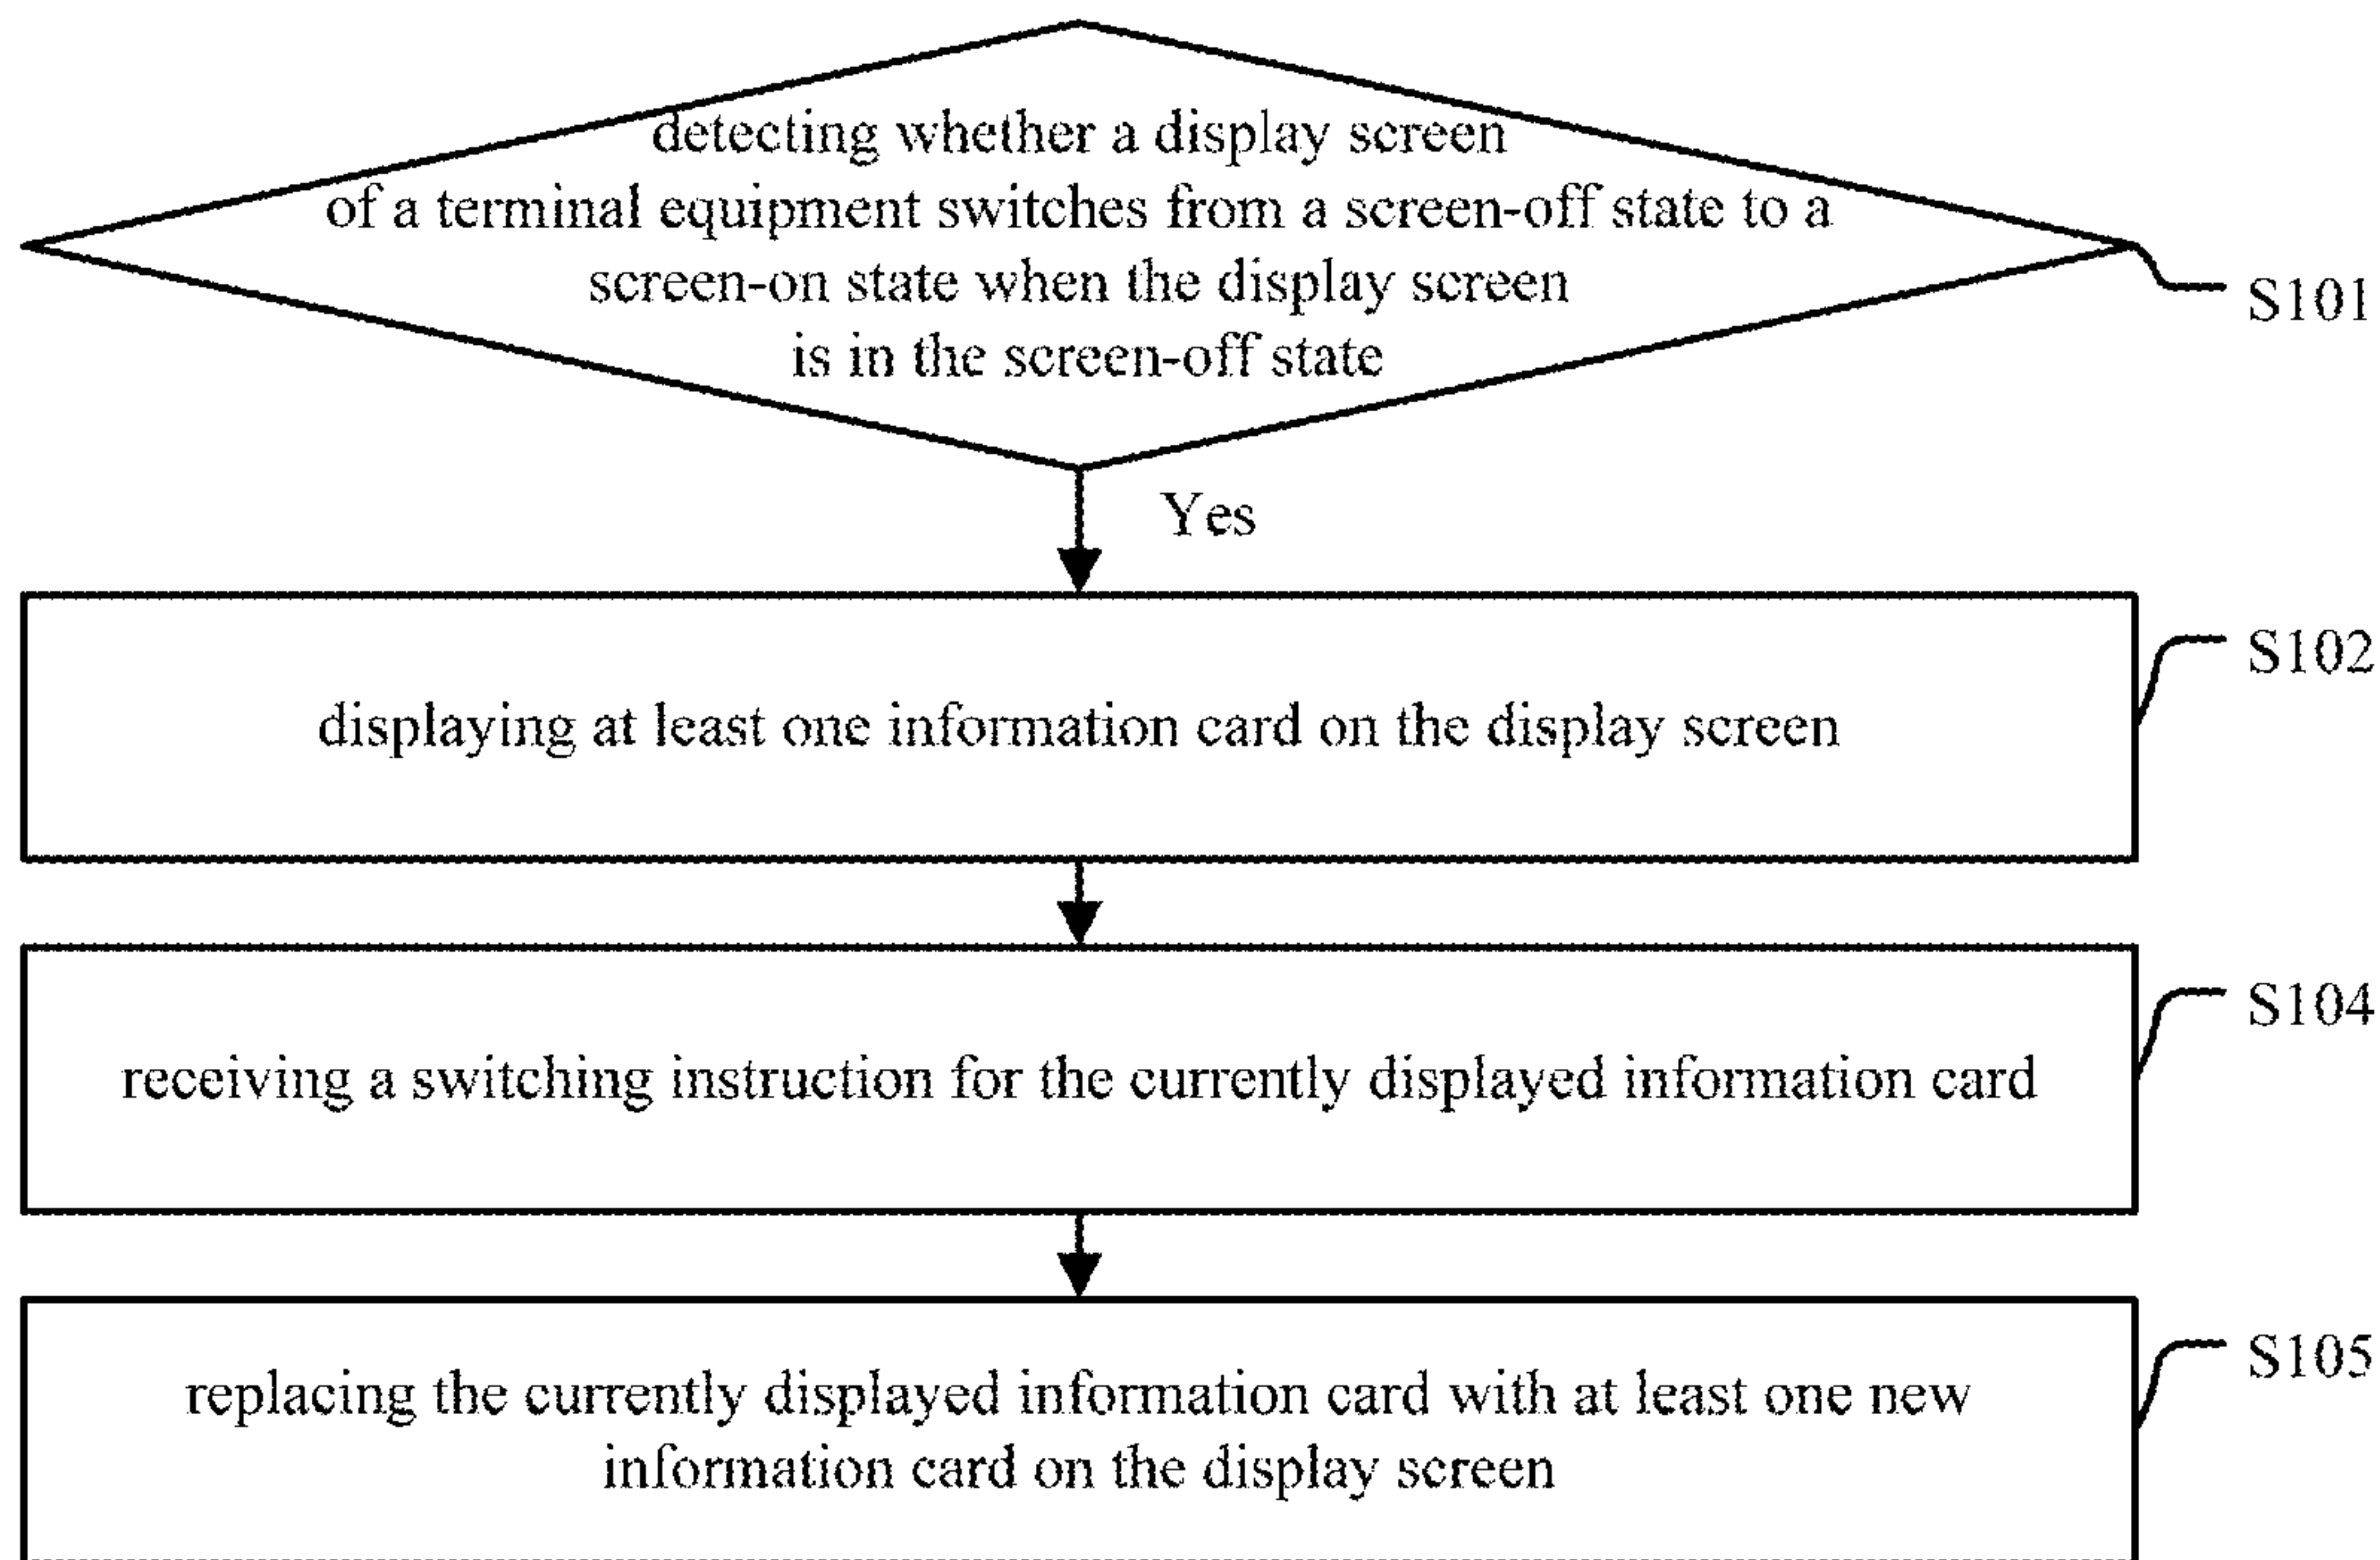 detecting whether a display screen
of a terminal equipment switches from a screen-off state to a
screen-on state when the display screen
is in the screen-off state
S101
Yes
S102
displaying at least one information card on the display screen
S104
receiving a switching instruction for the currently displayed information card
S105
replacing the currently displayed information card with at least one new
information card on the display screen